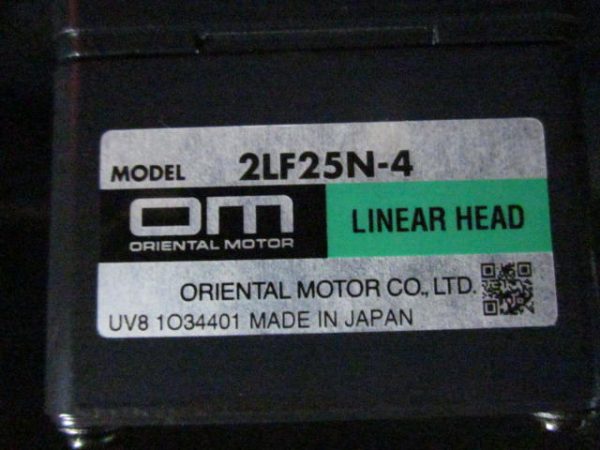 MODEL 2LF25N-4
om LINEAR HEAD
ORIENTAL MOTOR
ORIENTAL MOTOR CO., LTD.
UV8 1O34401 MADE IN JAPAN